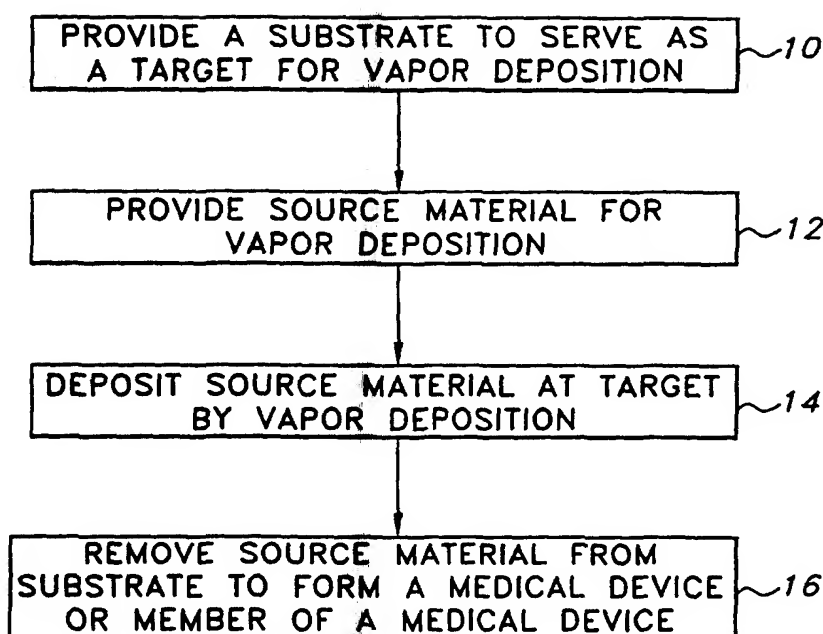 PROVIDE A SUBSTRATE TO SERVE AS
A TARGET FOR VAPOR DEPOSITION
10
PROVIDE SOURCE MATERIAL FOR
VAPOR DEPOSITION
12
DEPOSIT SOURCE MATERIAL AT TARGET
BY VAPOR DEPOSITION
14
REMOVE SOURCE MATERIAL FROM
SUBSTRATE TO FORM A MEDICAL DEVICE
OR MEMBER OF A MEDICAL DEVICE
16